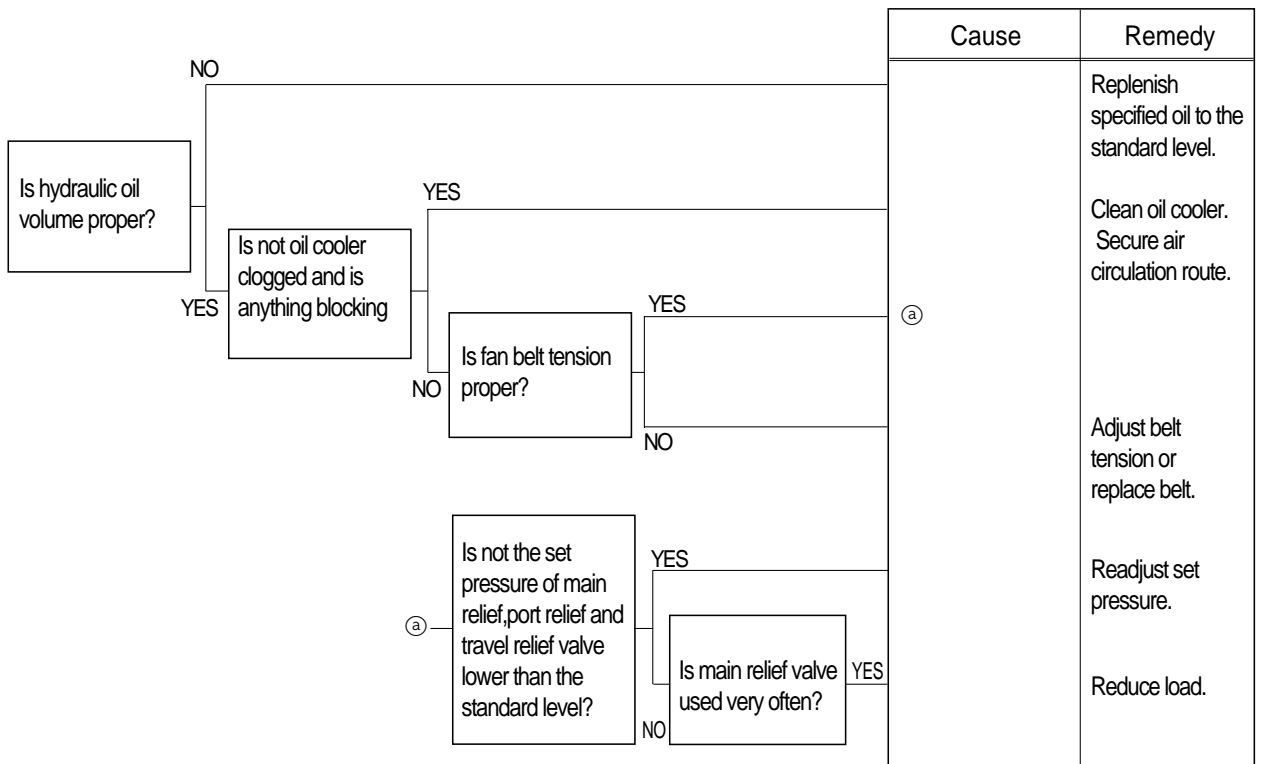 Cause
Remedy
NO
Replenish
specified oil to the
standard level.
Is hydraulic oil
volume proper?
YES
YES
Clean oil cooler.
Secure air
circulation route.
Is not oil cooler
clogged and is
anything blocking
NO
YES
ⓐ
Is fan belt tension
proper?
NO
Adjust belt
tension or
replace belt.
ⓐ
Is not the set
pressure of main
relief,port relief and
travel relief valve
lower than the
standard level?
YES
Readjust set
pressure.
NO
Is main relief valve
used very often?
YES
Reduce load.